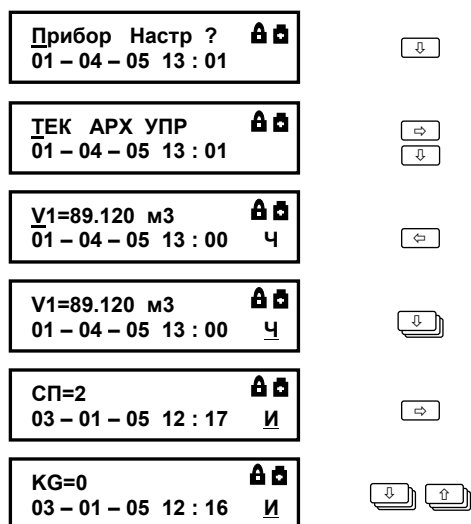 Прибор Настр ?
01 – 04 – 05 13 : 01
ТЕК АРХ УПР
01 – 04 – 05 13 : 01
V1=89.120 м3
01 – 04 – 05 13 : 00 Ч
V1=89.120 м3
01 – 04 – 05 13 : 00 Ч
СП=2
03 – 01 – 05 12 : 17 И
KG=0
03 – 01 – 05 12 : 16 И